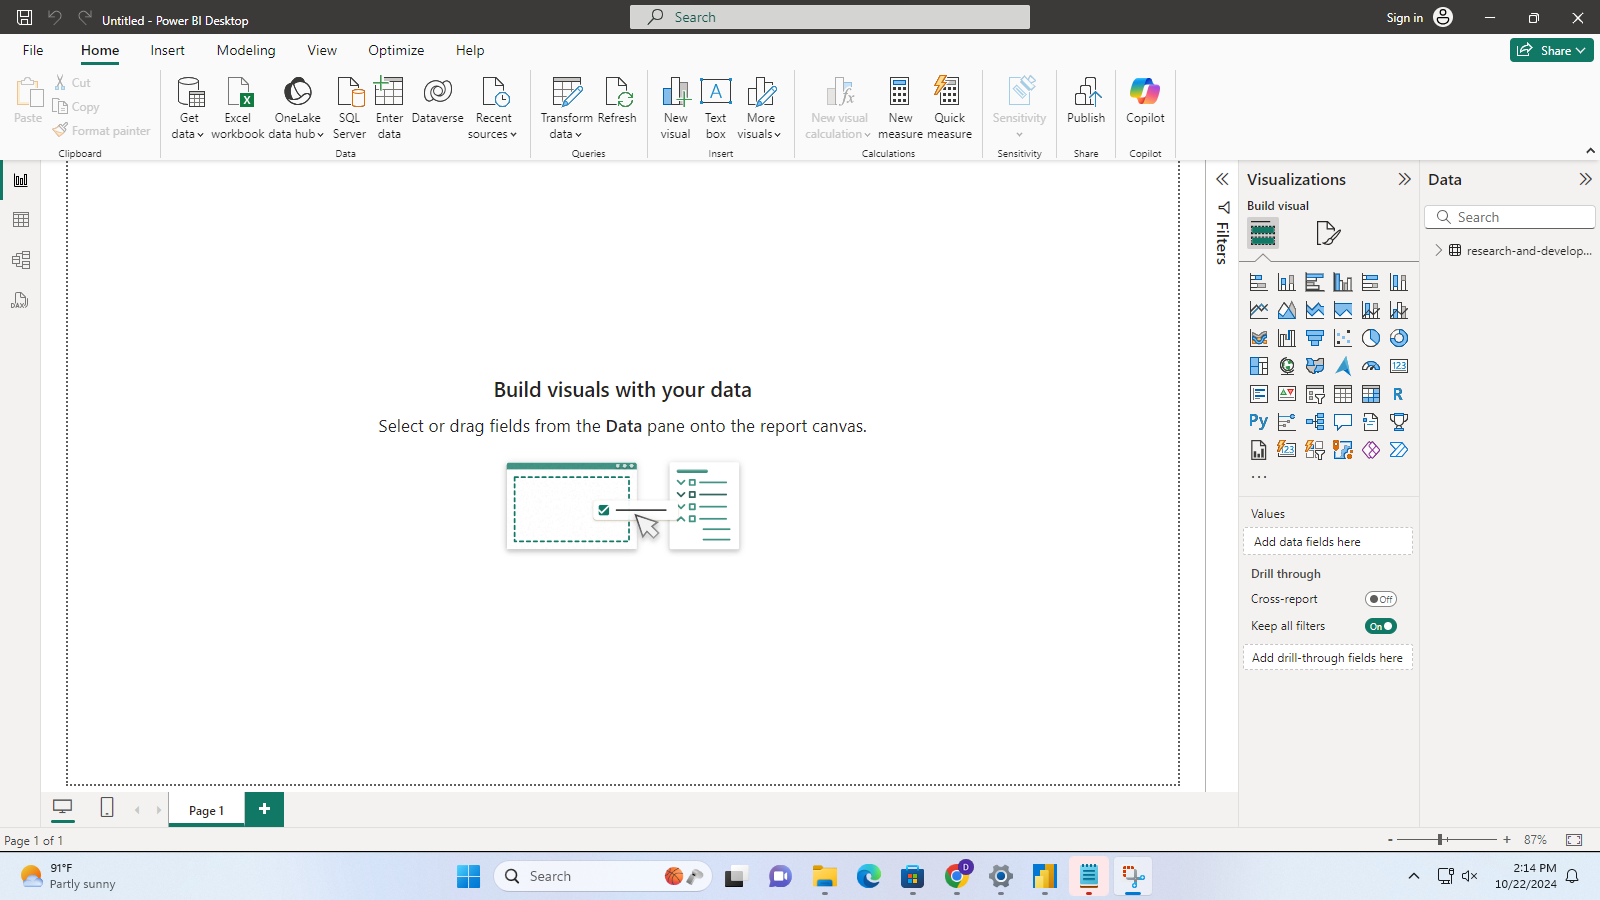 Untitled - Power BI Desktop
Search
Sign in
File Home Insert Modeling View Optimize Help
Share
Paste
Cut
Copy
Format painter
Clipboard
Get data
Excel workbook
OneLake data hub
SQL Server
Enter data
Dataverse
Recent sources
Data
Transform data
Refresh
Queries
New visual
Text box
More visuals
Insert
New visual calculation
New measure
Quick measure
Calculations
Sensitivity
Sensitivity
Publish
Share
Copilot
Copilot
DAX
Build visuals with your data
Select or drag fields from the Data pane onto the report canvas.
Filters
Visualizations
Build visual
123
R
Py
123
...
Values
Add data fields here
Drill through
Cross-report
Off
Keep all filters
On
Add drill-through fields here
Data
Search
research-and-develop...
Page 1
+
Page 1 of 1
- + 87%
91°F
Partly sunny
Search
D
2:14 PM
10/22/2024